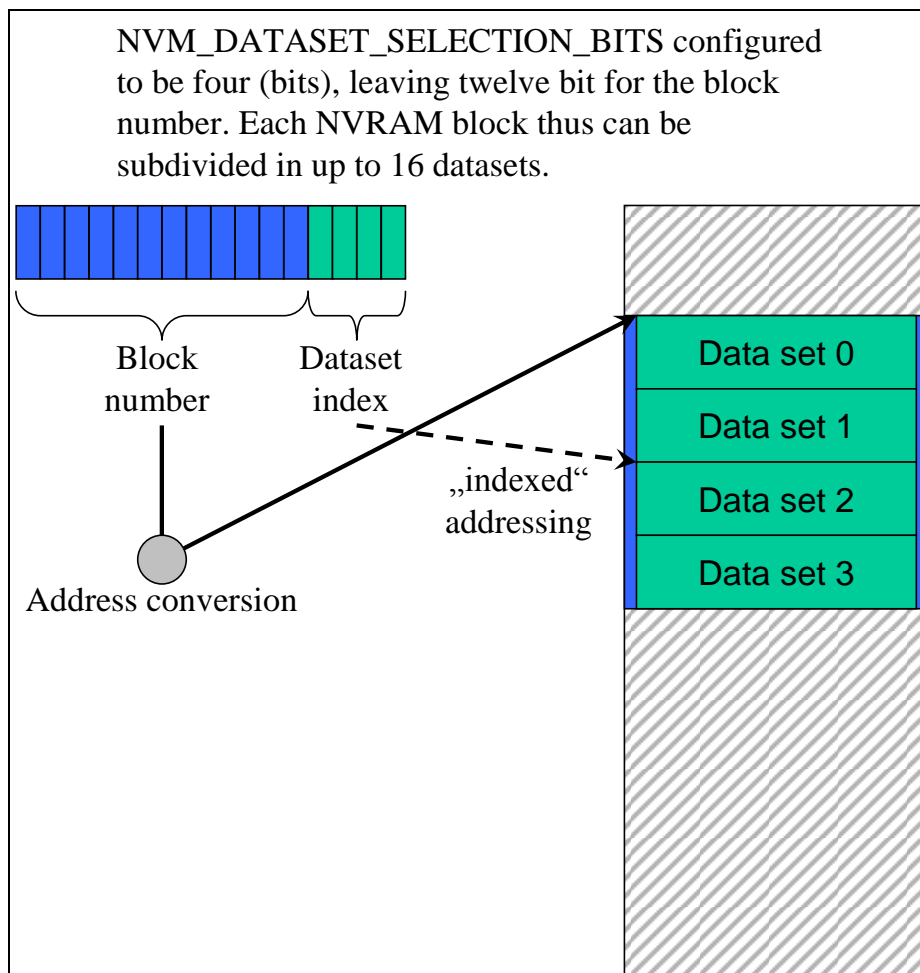 NVM_DATASET_SELECTION_BITS configured
to be four (bits), leaving twelve bit for the block
number. Each NVRAM block thus can be
subdivided in up to 16 datasets.
Block
number
Dataset
index
Data set 0
Data set 1
Data set 2
Data set 3
„indexed“
addressing
Address conversion